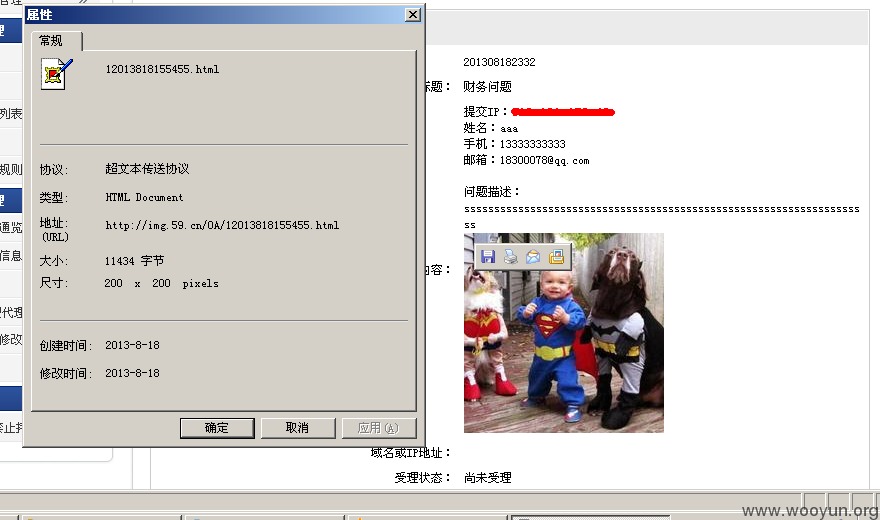 属性
常规
12013818155455.html
协议: 超文本传送协议
类型: HTML Document
地址: (URL) http://img.59.cn/OA/12013818155455.html
大小: 11434 字节
尺寸: 200 x 200 pixels
创建时间: 2013-8-18
修改时间: 2013-8-18
确定 取消 应用(A)
理
列表
规则
理
通览
信息
代理
修改
201308182332
标题： 财务问题
提交IP：
姓名：aaa
手机：13333333333
邮箱：18300078@qq.com
问题描述：
ssssssssssssssssssssssssssssssssssssssssssssssssssssssssssssssssss
ss
内容：
域名或IP地址：
受理状态： 尚未受理
www.wooyun.org